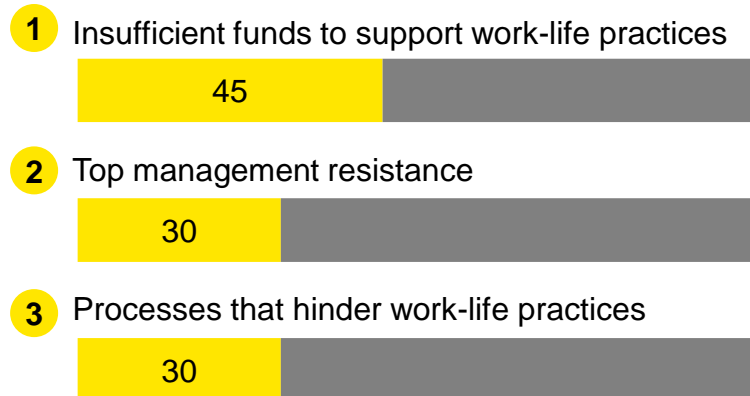 1 Insufficient funds to support work-life practices
45
2 Top management resistance
30
3 Processes that hinder work-life practices
30